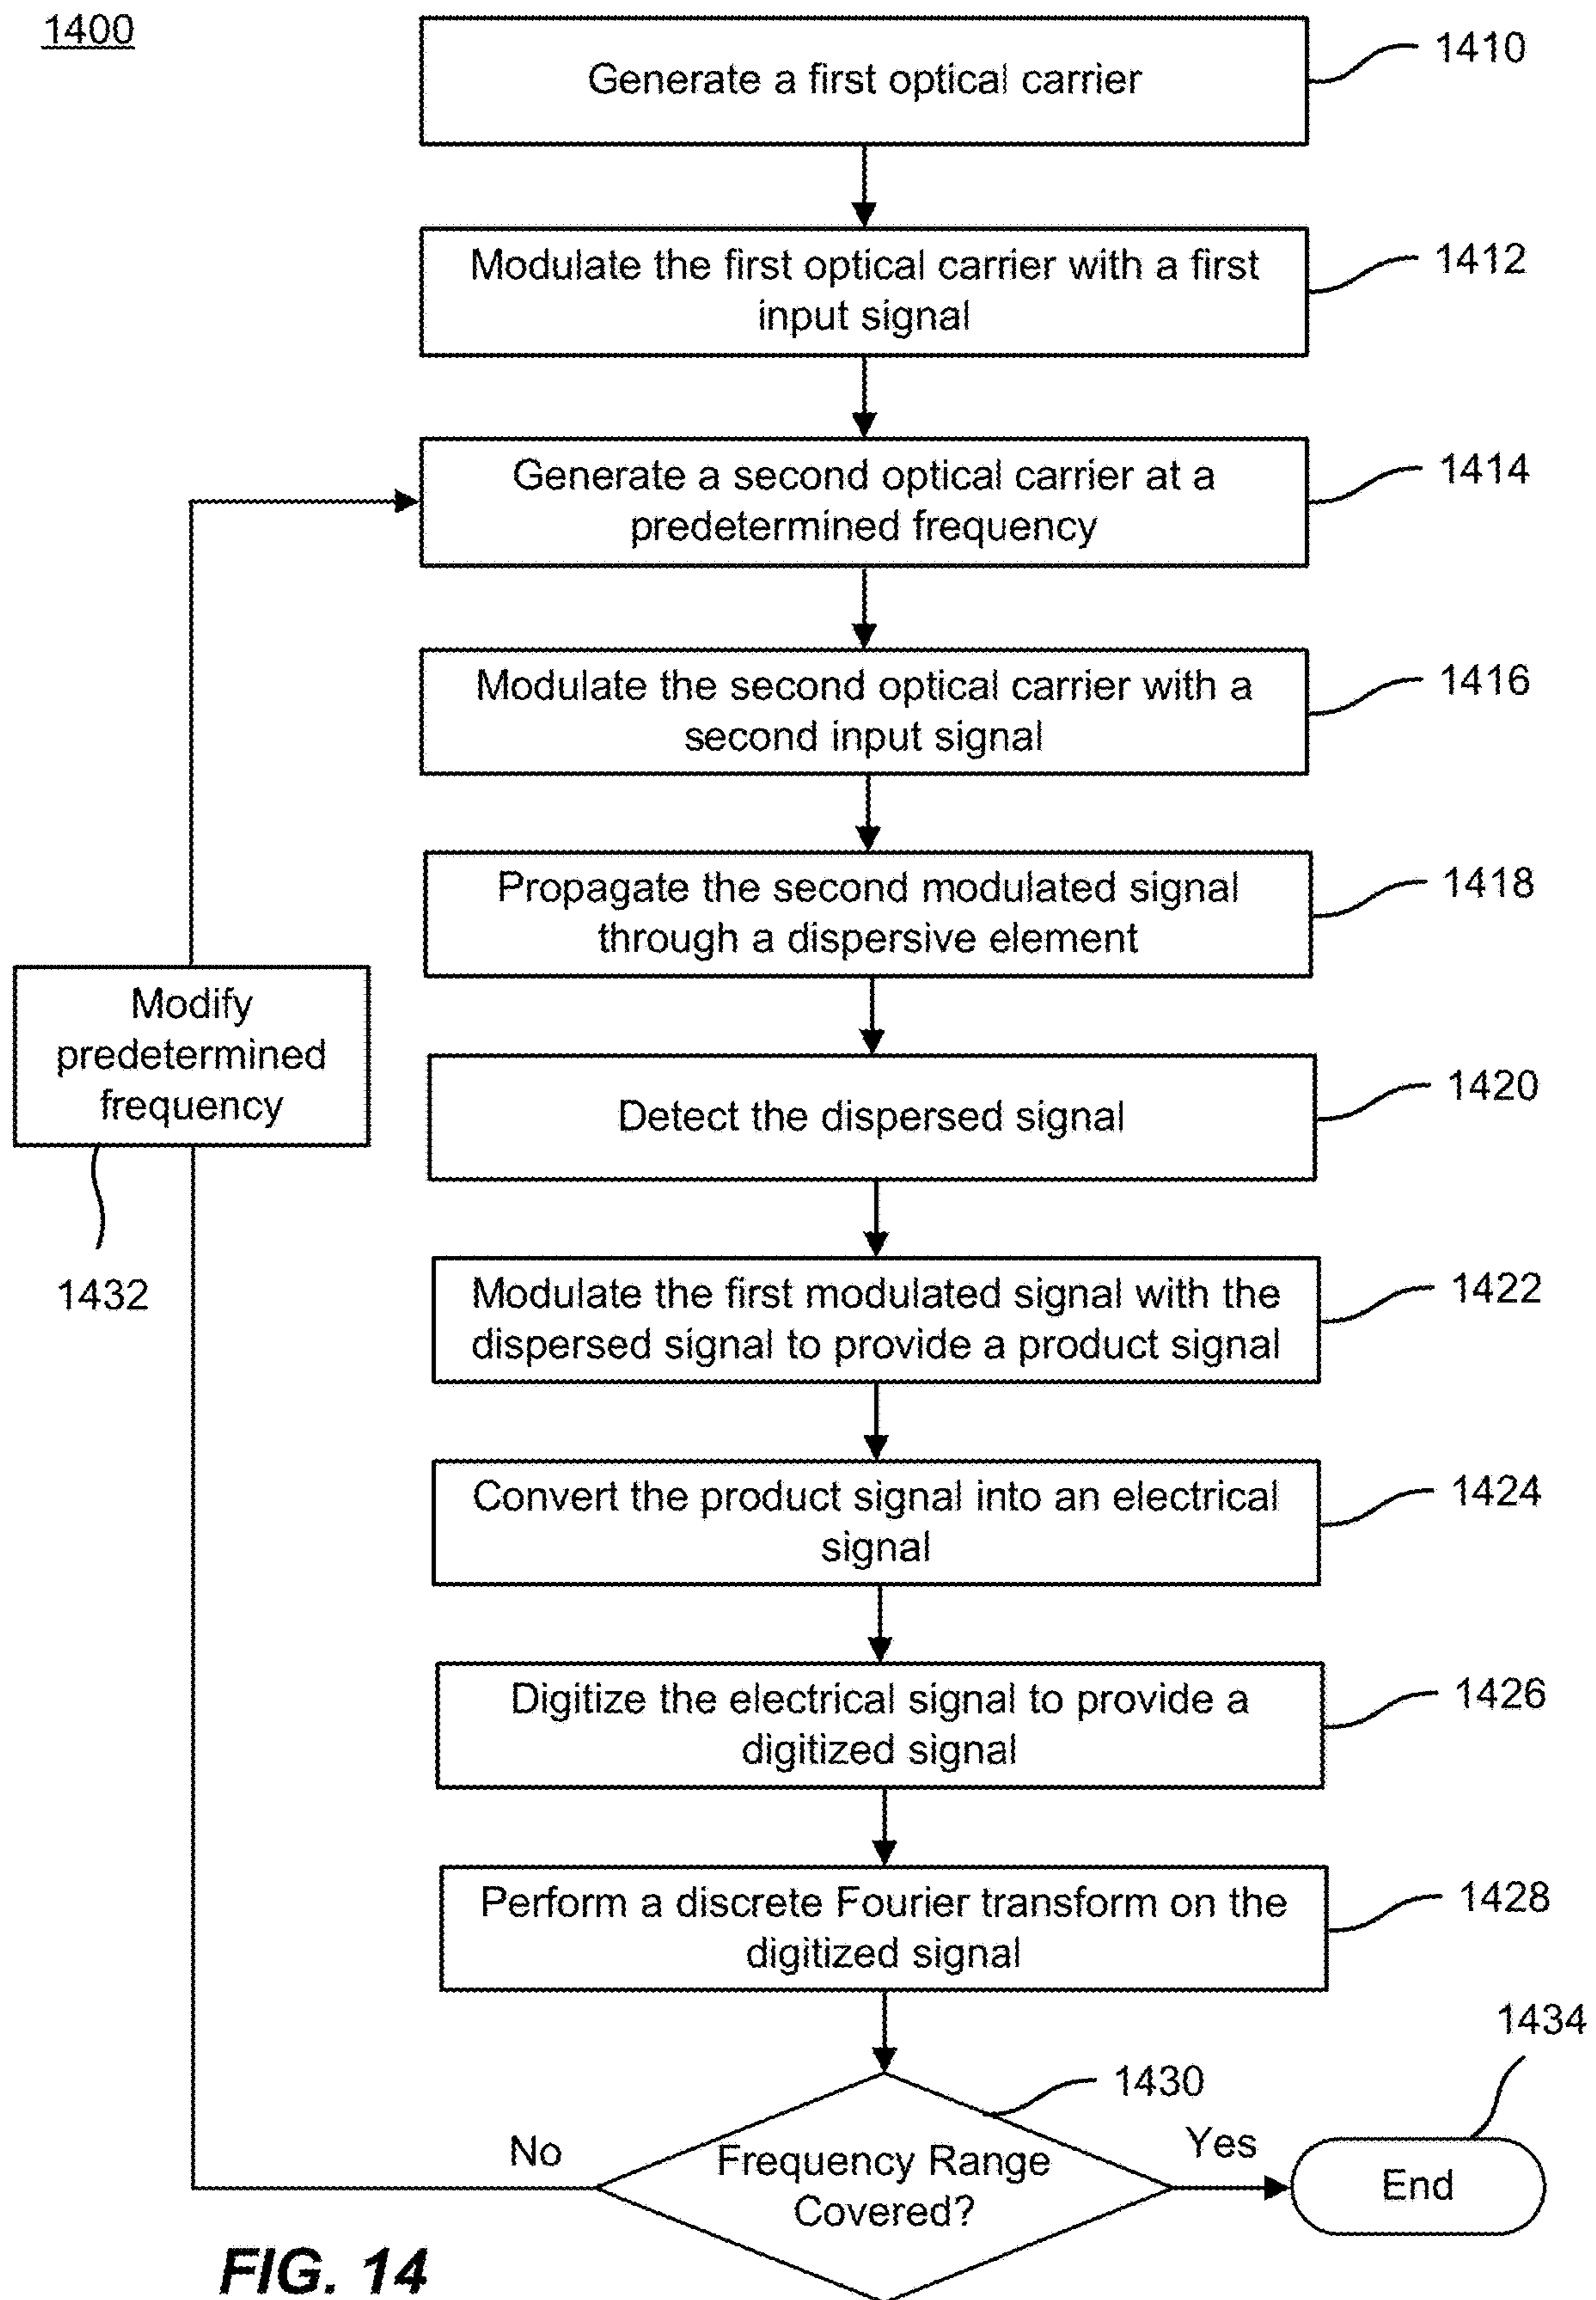 1400
Generate a first optical carrier
1410
Modulate the first optical carrier with a first
input signal
1412
Generate a second optical carrier at a
predetermined frequency
1414
Modulate the second optical carrier with a
second input signal
1416
Propagate the second modulated signal
through a dispersive element
1418
Modify
predetermined
frequency
1432
Detect the dispersed signal
1420
Modulate the first modulated signal with the
dispersed signal to provide a product signal
1422
Convert the product signal into an electrical
signal
1424
Digitize the electrical signal to provide a
digitized signal
1426
Perform a discrete Fourier transform on the
digitized signal
1428
1430
Frequency Range
Covered?
No
Yes
End
1434
FIG. 14